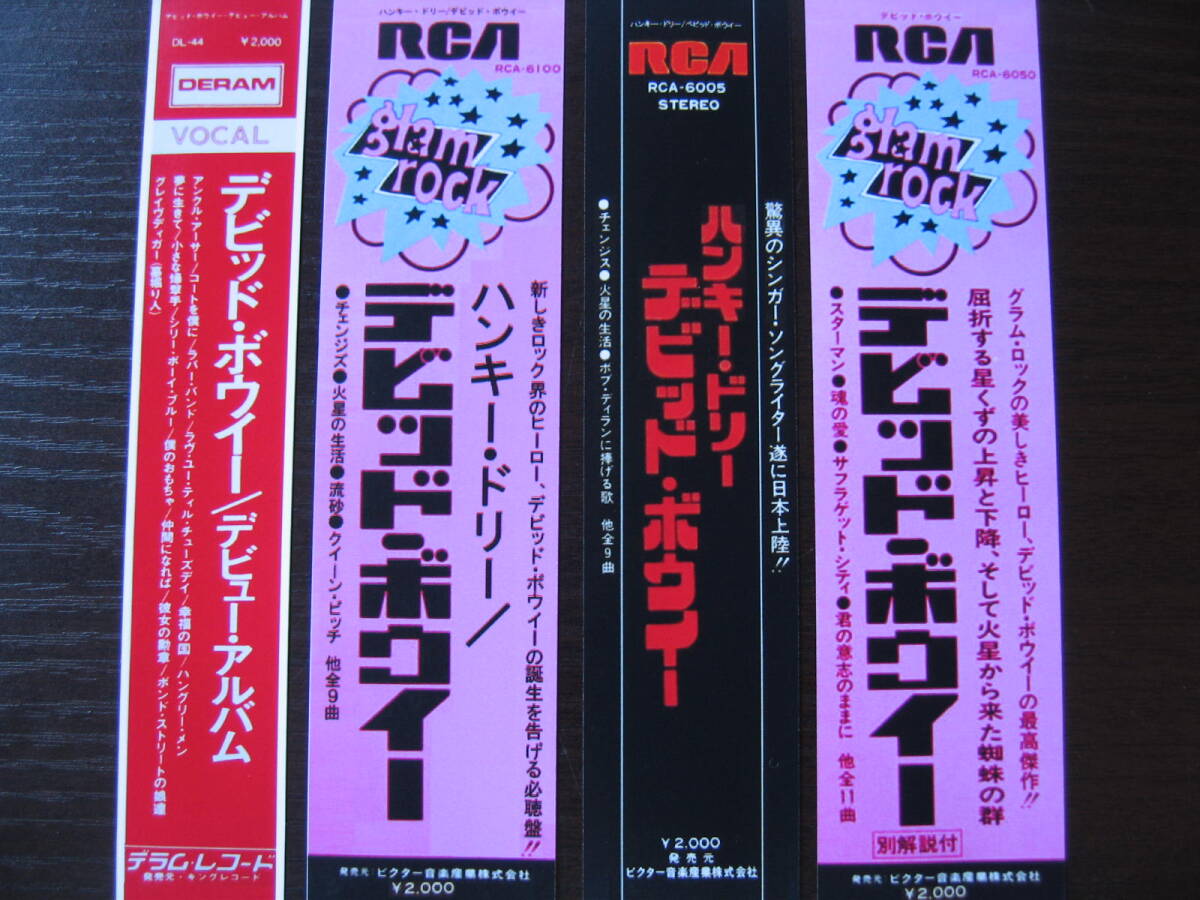 デビッド・ボウイー・デビュー・アルバム
DL-44 ￥2,000
DERAM
VOCAL
デビッド・ボウイー/デビュー・アルバム
アンクル・アーサー/コートを僕に/ラバー・バンド/ラヴ・ユー・ティル・チューズデイ/幸福の国/ハングリー・メン
夢に生きて/小さな爆撃手/シリー・ボーイ・ブルー/僕のおもちゃ/仲間になれば/彼女の勲章/ボンド・ストリートの娘達
グレイヴディガー(墓堀り人)
デラム・レコード
発売元・キングレコード
ハンキー・ドリー/デビッド・ボウイー
RCA
RCA-6100
glam & rock
新しきロック界のヒーロー、デビッド・ボウイーの誕生を告げる必聴盤!!
ハンキー・ドリー/
デビッド・ボウイー
●チェンジズ●火星の生活●流砂●クイーン・ビッチ 他全9曲
発売元 ビクター音楽産業株式会社
￥2,000
ハンキー・ドリー/ベビッド・ボウイー
RCA
RCA-6005
STEREO
驚異のシンガー・ソングライター遂に日本上陸!!
ハンキー・ドリー
デビッド・ボウイー
●チェンジス●火星の生活●ボブ・ディランに捧げる歌 他全9曲
￥2,000
発売元
ビクター音楽産業株式会社
デビッド・ボウイー
RCA
RCA-6050
glam & rock
グラム・ロックの美しきヒーロー、デビッド・ボウイーの最高傑作!!
屈折する星くずの上昇と下降、そして火星から来た蜘蛛の群
デビッド・ボウイー
●スターマン●魂の愛●サフラゲット・シティ●君の意志のままに 他全11曲
別解説付
発売元 ビクター音楽産業株式会社
￥2,000